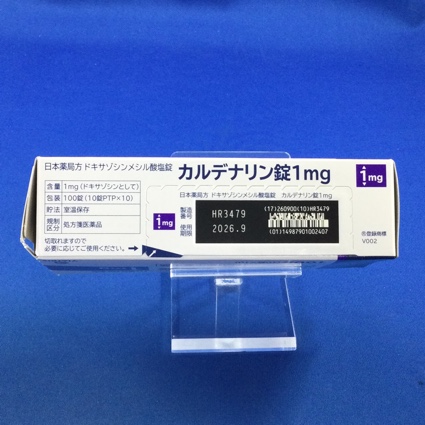 日本薬局方 ドキサゾシンメシル酸塩錠 カルデナリン錠1mg
1mg
含量 1mg(ドキサゾシンとして)
包装 100錠(10錠PTP×10)
貯法 室温保存
規制区分 処方箋医薬品
切取れますので
必要に応じてご使用ください。
1mg
日本薬局方 ドキサゾシンメシル酸塩錠 カルデナリン錠1mg
製造番号 HR3479
使用期限 2026.9
(17)260900(10)HR3479
(01)14987901002407
V002